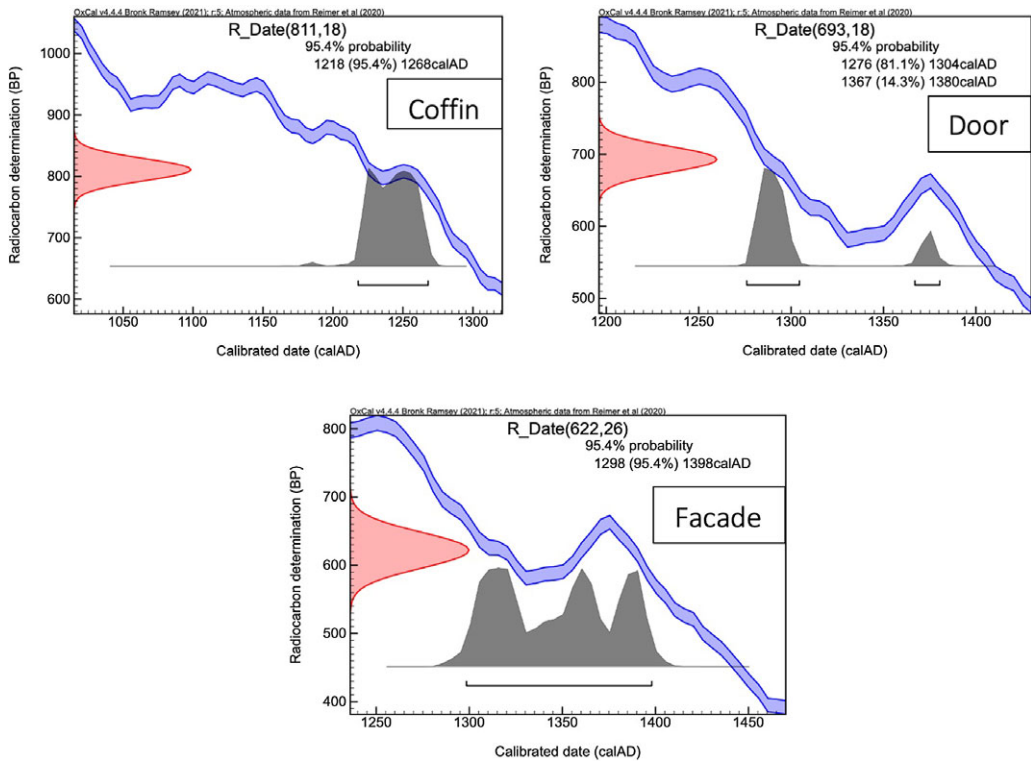 OxCal v4.4.4 Bronk Ramsey (2021); r:5; Atmospheric data from Reimer et al (2020)
R_Date(811,18)
95.4% probability
1218 (95.4%) 1268calAD
Coffin
Radiocarbon determination (BP)
1000
900
800
700
600
1050
1100
1150
1200
1250
1300
Calibrated date (calAD)
OxCal v4.4.4 Bronk Ramsey (2021); r:5; Atmospheric data from Reimer et al (2020)
R_Date(693,18)
95.4% probability
1276 (81.1%) 1304calAD
1367 (14.3%) 1380calAD
Door
Radiocarbon determination (BP)
800
700
600
500
1200
1250
1300
1350
1400
Calibrated date (calAD)
OxCal v4.4.4 Bronk Ramsey (2021); r:5; Atmospheric data from Reimer et al (2020)
R_Date(622,26)
95.4% probability
1298 (95.4%) 1398calAD
Facade
Radiocarbon determination (BP)
800
700
600
500
400
1250
1300
1350
1400
1450
Calibrated date (calAD)